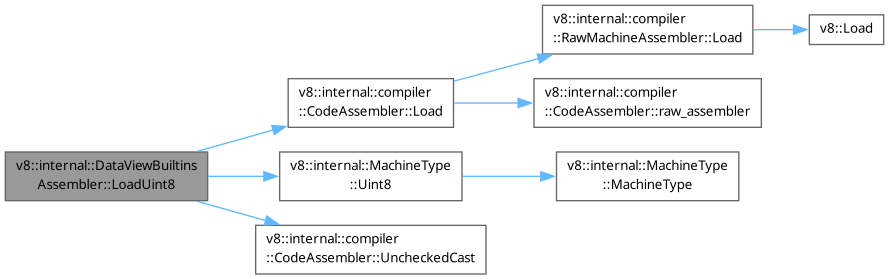 v8::internal::DataViewBuiltins
Assembler::LoadUint8
v8::internal::compiler
::CodeAssembler::Load
v8::internal::compiler
::RawMachineAssembler::Load
v8::Load
v8::internal::compiler
::CodeAssembler::raw_assembler
v8::internal::MachineType
::Uint8
v8::internal::MachineType
::MachineType
v8::internal::compiler
::CodeAssembler::UncheckedCast